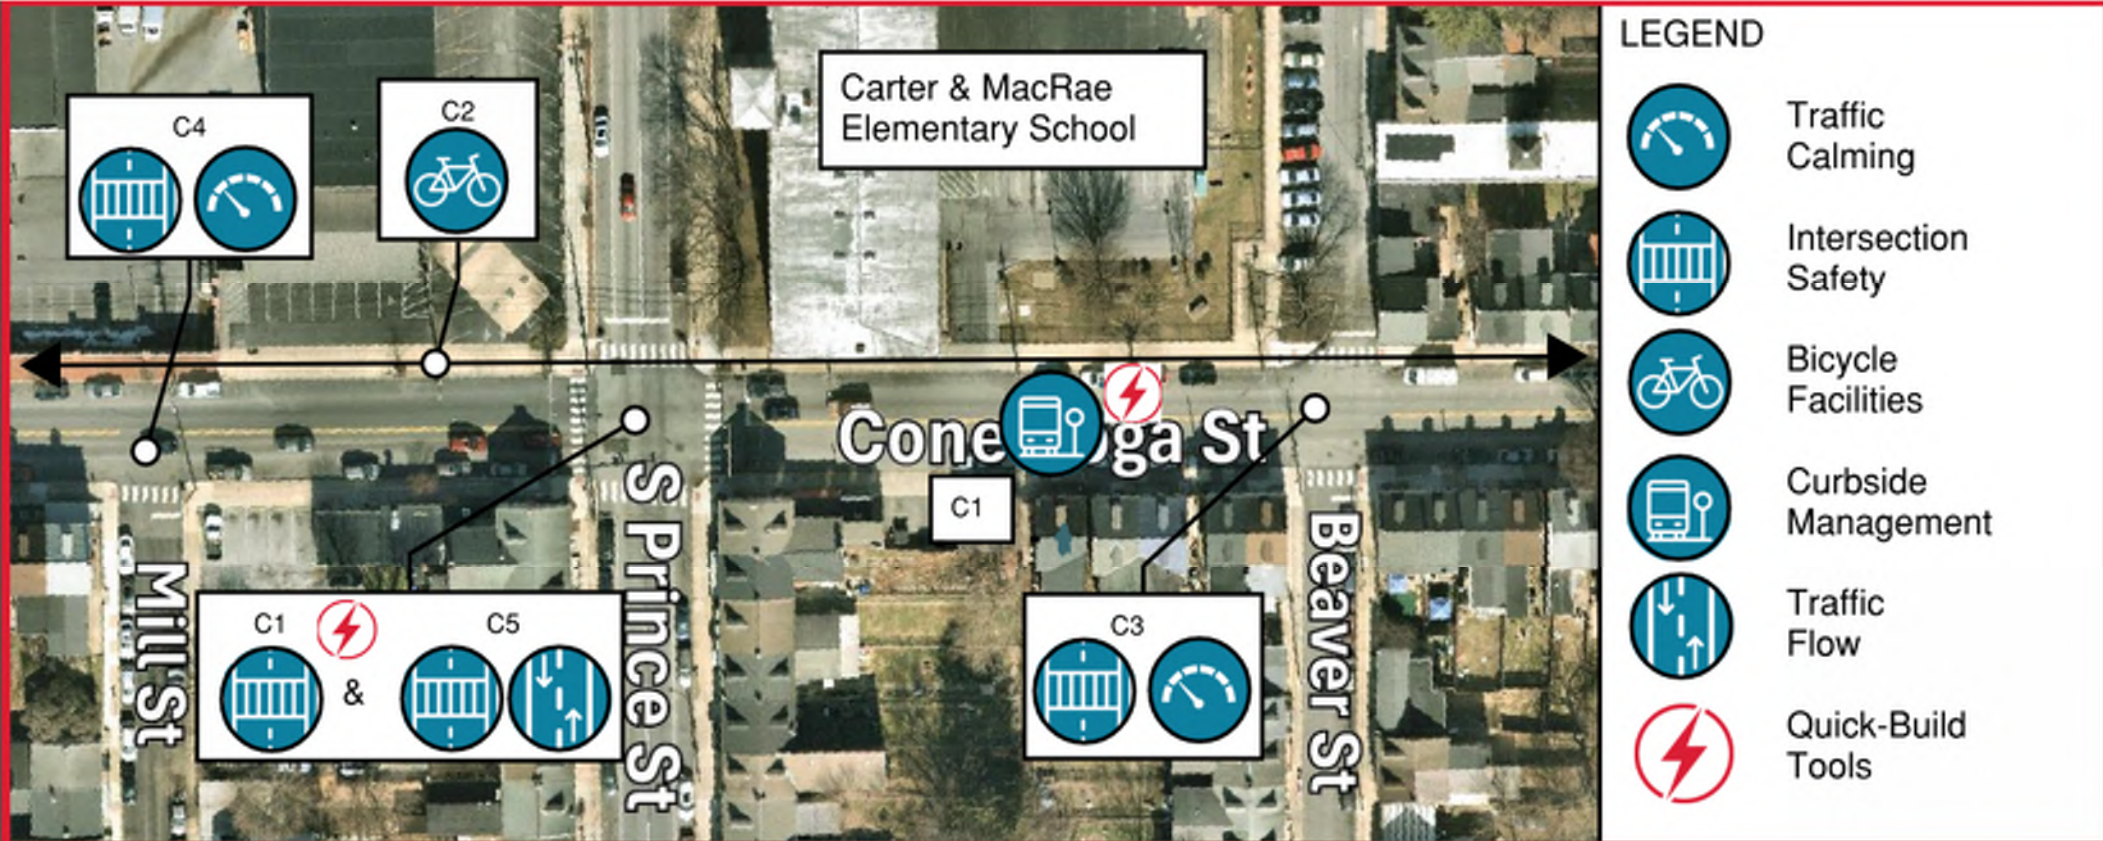 C4
C2
Carter & MacRae
Elementary School
Cone oga St
C1
S Prince St
Mill St
Beaver St
C1
&
C5
C3
LEGEND
Traffic
Calming
Intersection
Safety
Bicycle
Facilities
Curbside
Management
Traffic
Flow
Quick-Build
Tools